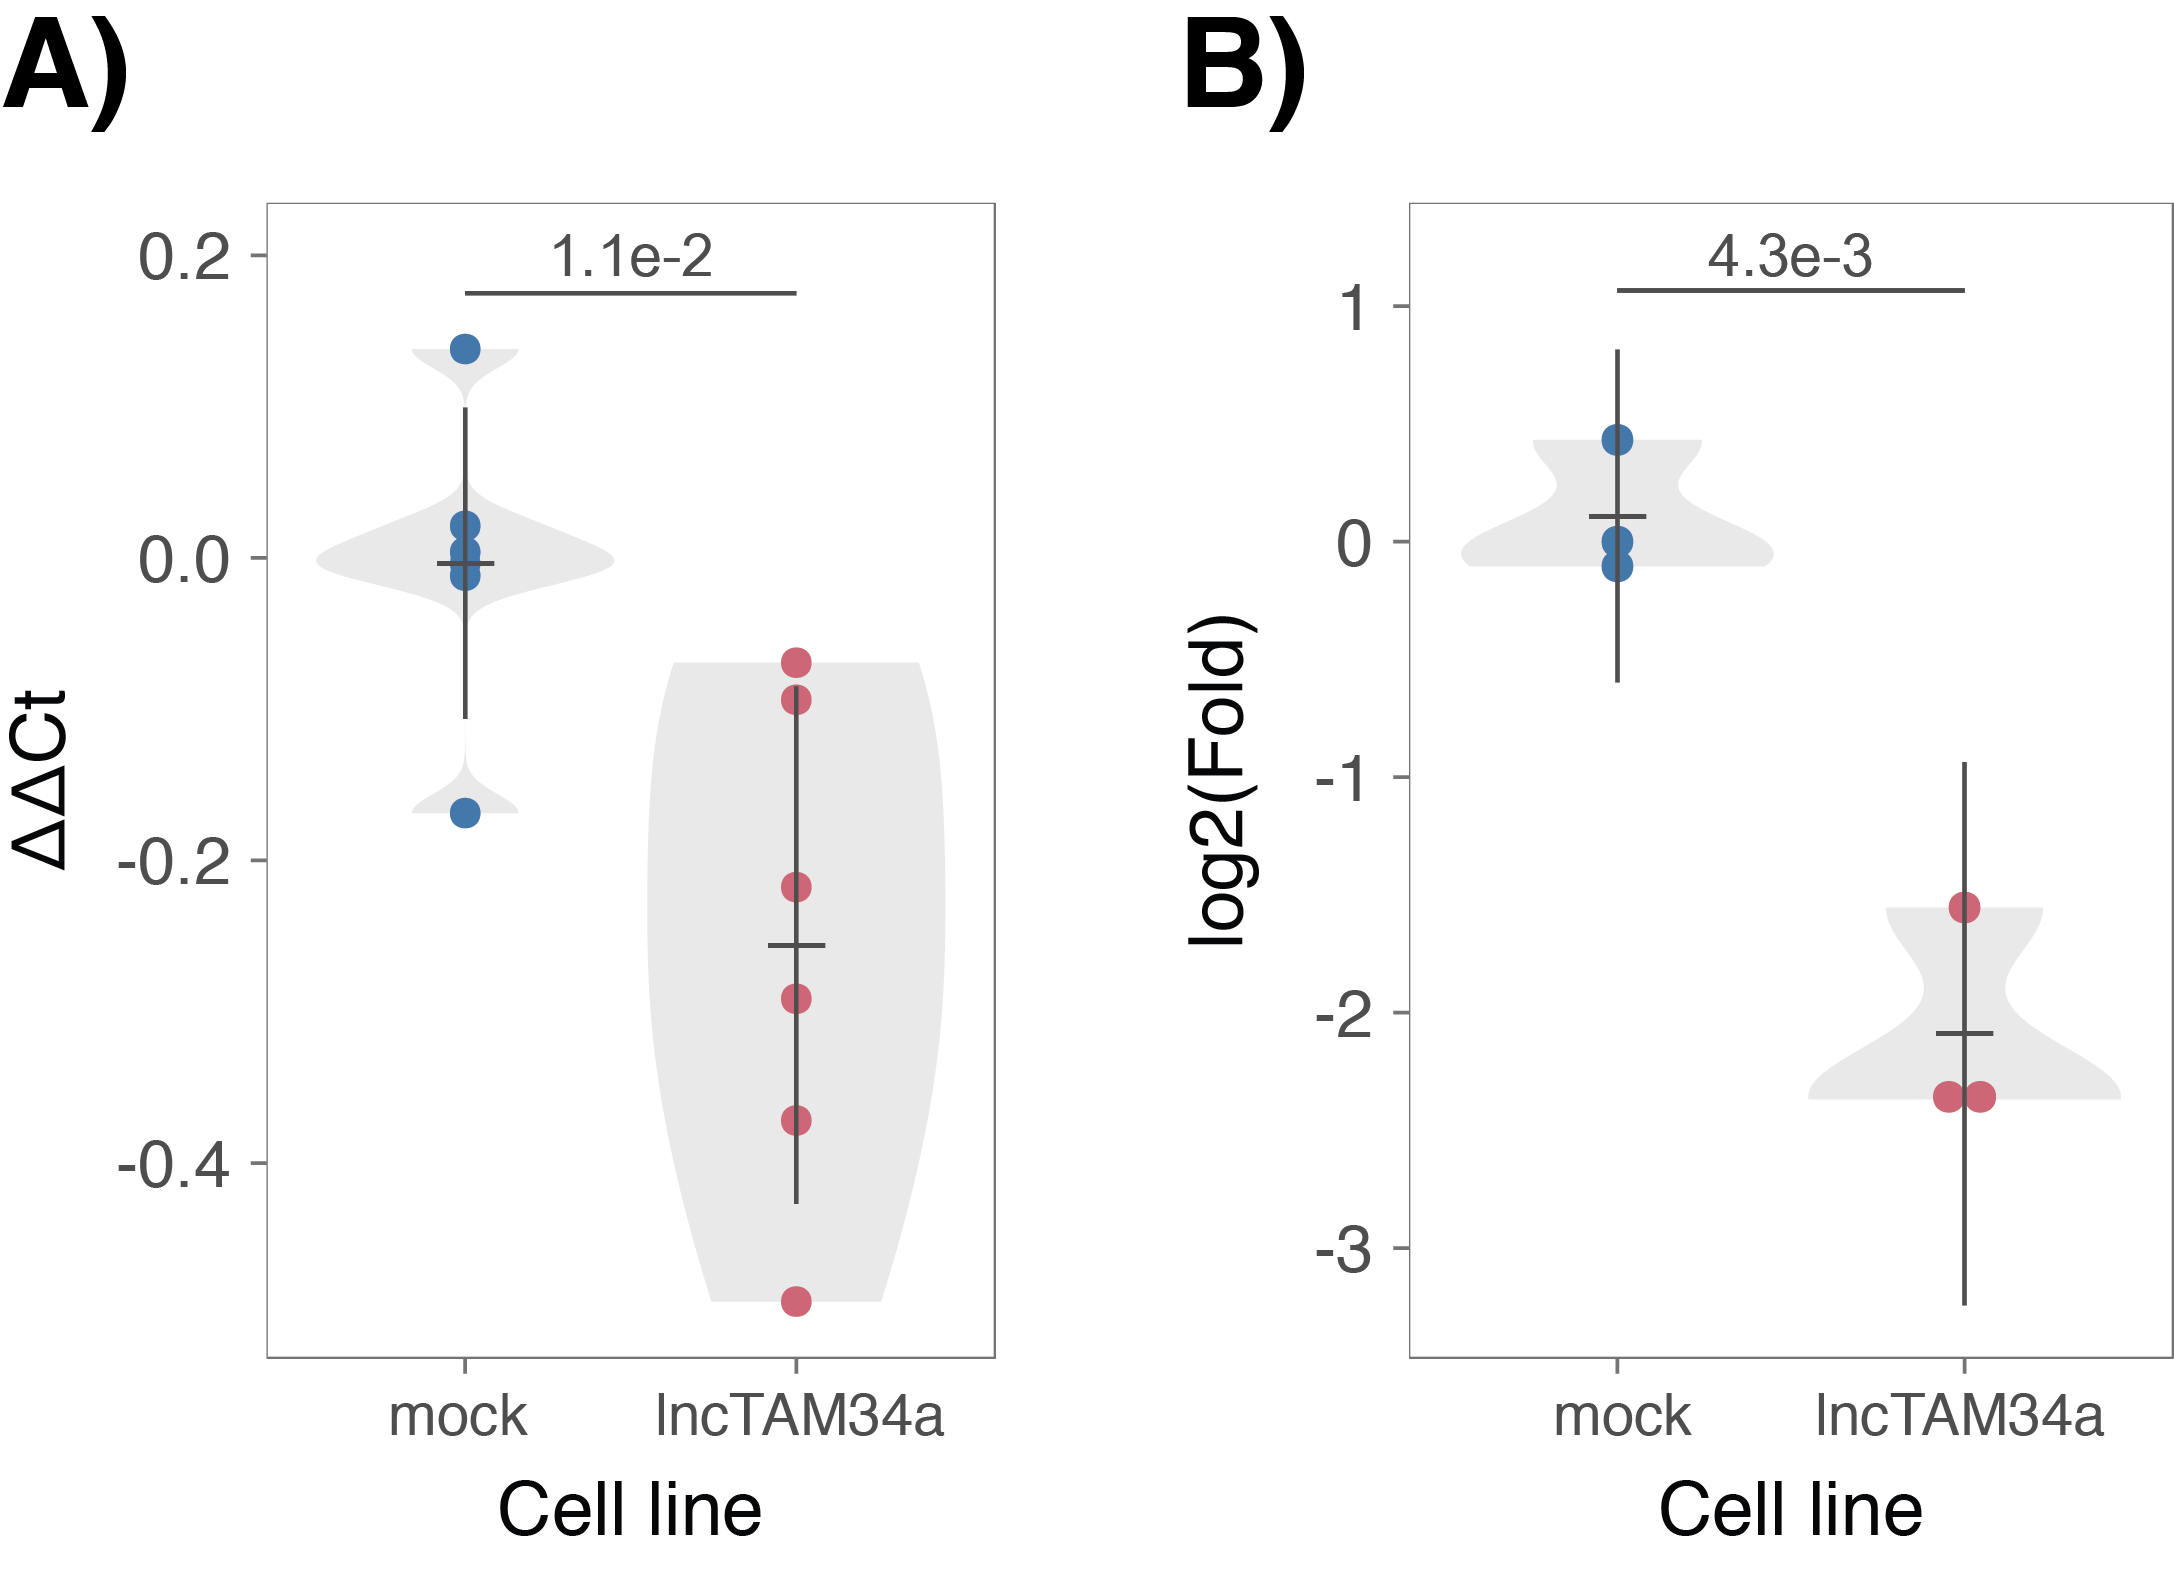 A)
ΔΔCt
0.2
0.0
-0.2
-0.4
1.1e-2
mock
lncTAM34a
Cell line
B)
log2(Fold)
1
0
-1
-2
-3
4.3e-3
mock
lncTAM34a
Cell line